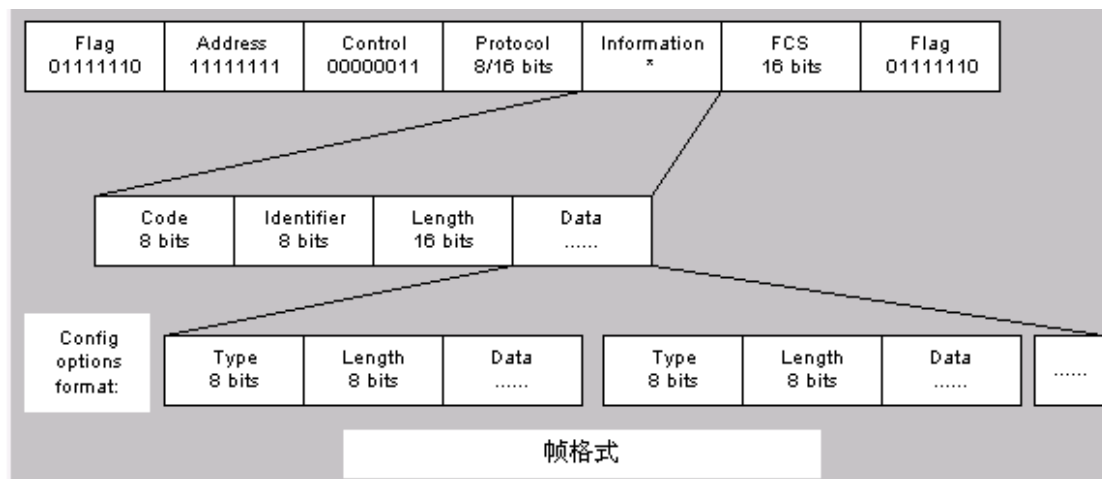 Flag Address Control Protocol Information FCS Flag
01111110 11111111 00000011 8/16 bits * 16 bits 01111110
Code Identifier Length Data
8 bits 8 bits 16 bits ......
Config options format:
Type Length Data Type Length Data ......
8 bits 8 bits ...... 8 bits 8 bits ......
帧格式